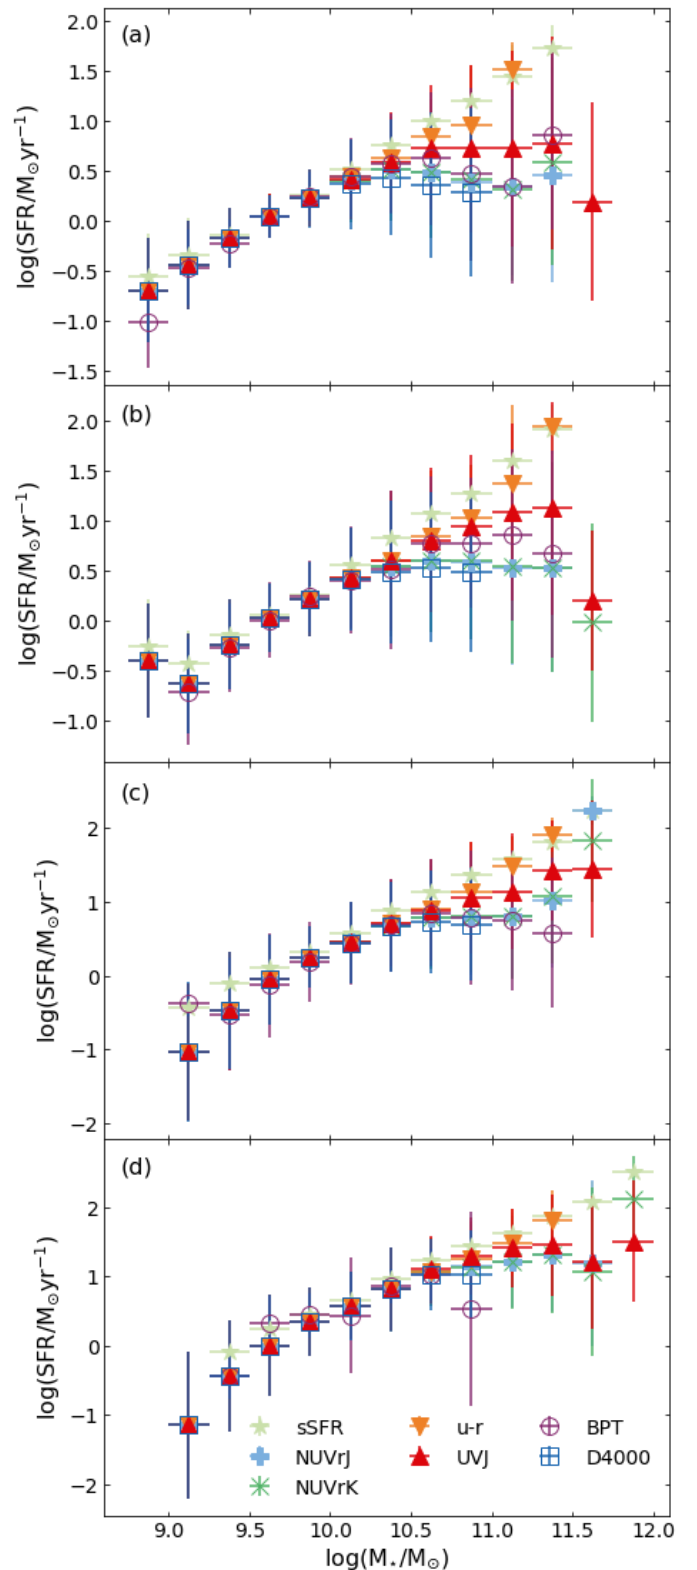 (a)
2.0
1.5
1.0
0.5
0.0
−0.5
−1.0
−1.5
log(SFR/M⊙yr⁻¹)
(b)
2.0
1.5
1.0
0.5
0.0
−0.5
−1.0
log(SFR/M⊙yr⁻¹)
(c)
2
1
0
−1
−2
log(SFR/M⊙yr⁻¹)
(d)
2
1
0
−1
−2
log(SFR/M⊙yr⁻¹)
sSFR u-r BPT
NUVrJ UVJ D4000
NUVrK
9.0 9.5 10.0 10.5 11.0 11.5 12.0
log(M⋆/M⊙)